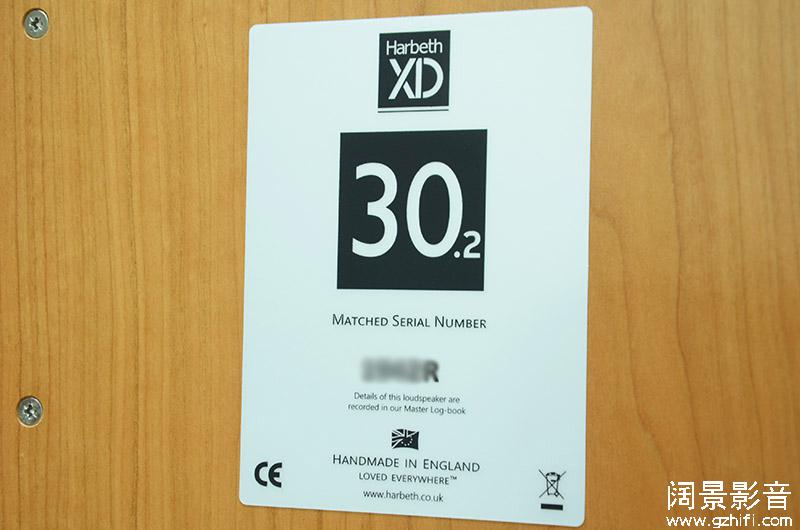 Harbeth
XD
30.2
MATCHED SERIAL NUMBER
Details of this loudspeaker are
recorded in our Master Log-book
HANDMADE IN ENGLAND
LOVED EVERYWHERE™
www.harbeth.co.uk
CE
阔景影音
www.gzhifi.com